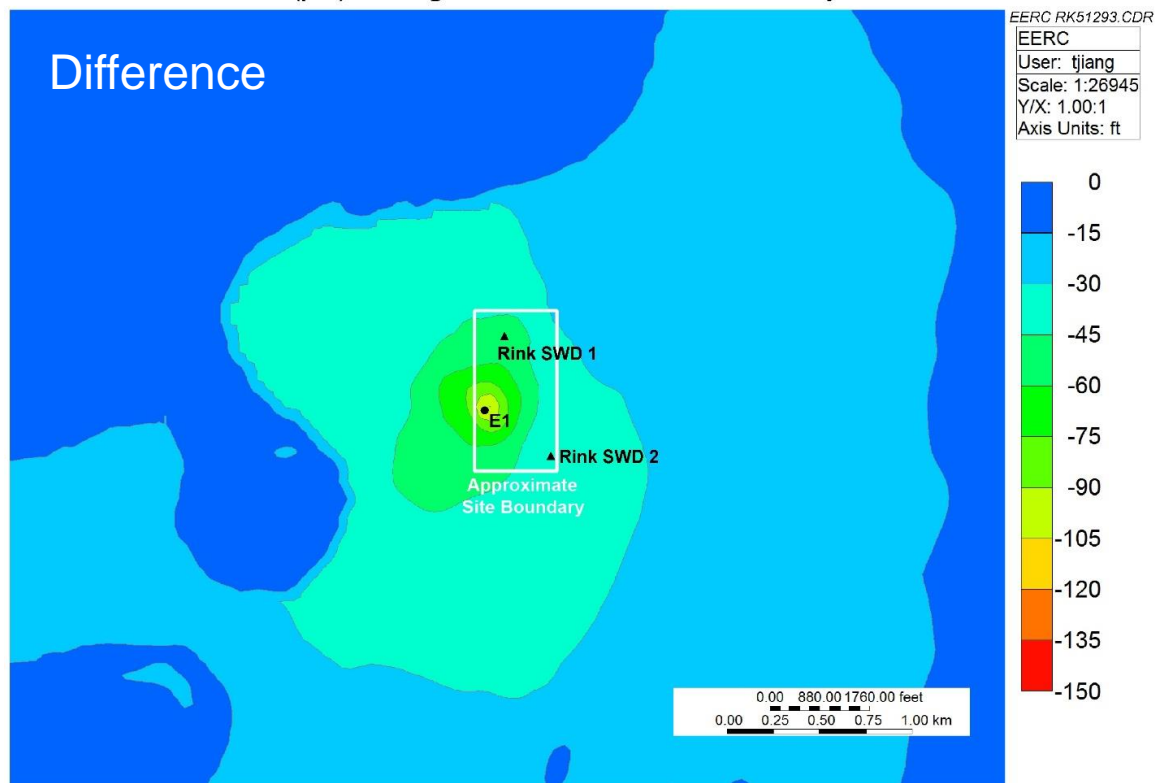 EERC RK51293.CDR
Difference
EERC
User: tjiang
Scale: 1:26945
Y/X: 1.00:1
Axis Units: ft
0
-15
-30
-45
-60
-75
-90
-105
-120
-135
-150
Rink SWD 1
E1
Rink SWD 2
Approximate
Site Boundary
0.00 880.00 1760.00 feet
0.00 0.25 0.50 0.75 1.00 km